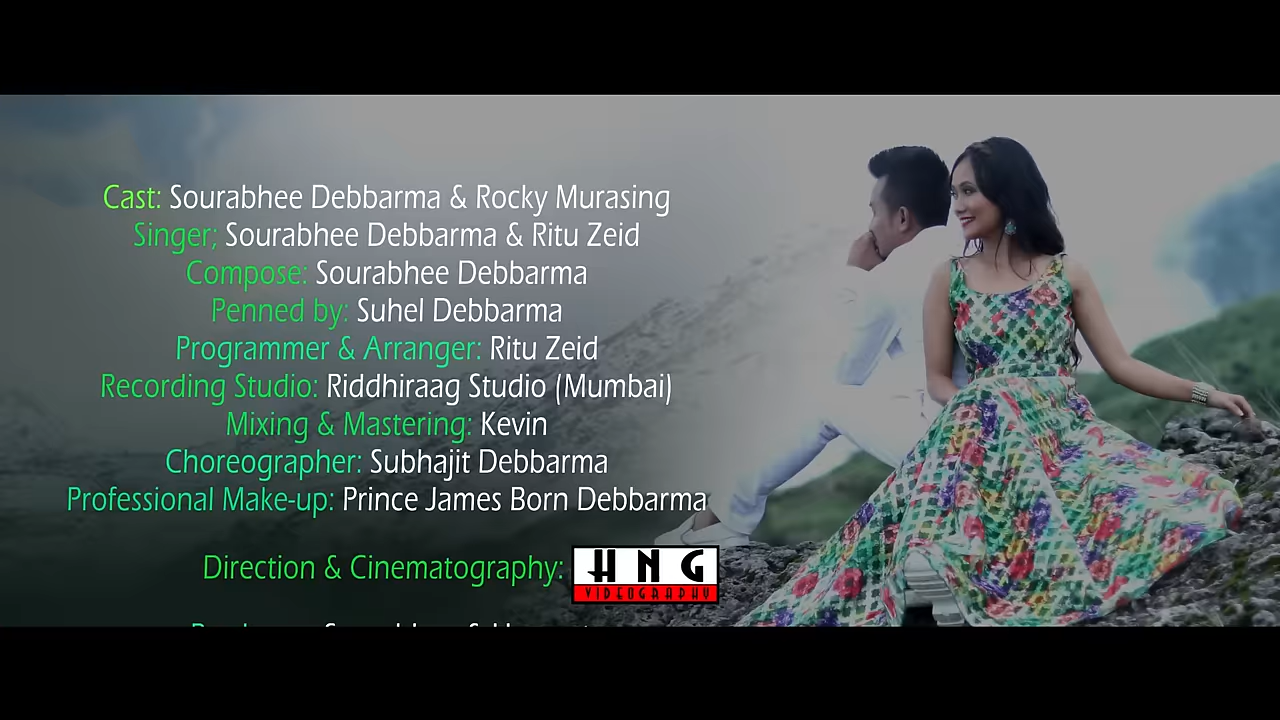 Cast: Sourabhee Debbarma & Rocky Murasing
Singer; Sourabhee Debbarma & Ritu Zeid
Compose: Sourabhee Debbarma
Penned by: Suhel Debbarma
Programmer & Arranger: Ritu Zeid
Recording Studio: Riddhiraag Studio (Mumbai)
Mixing & Mastering: Kevin
Choreographer: Subhajit Debbarma
Professional Make-up: Prince James Born Debbarma
Direction & Cinematography: HNG
VIDEOGRAPHY